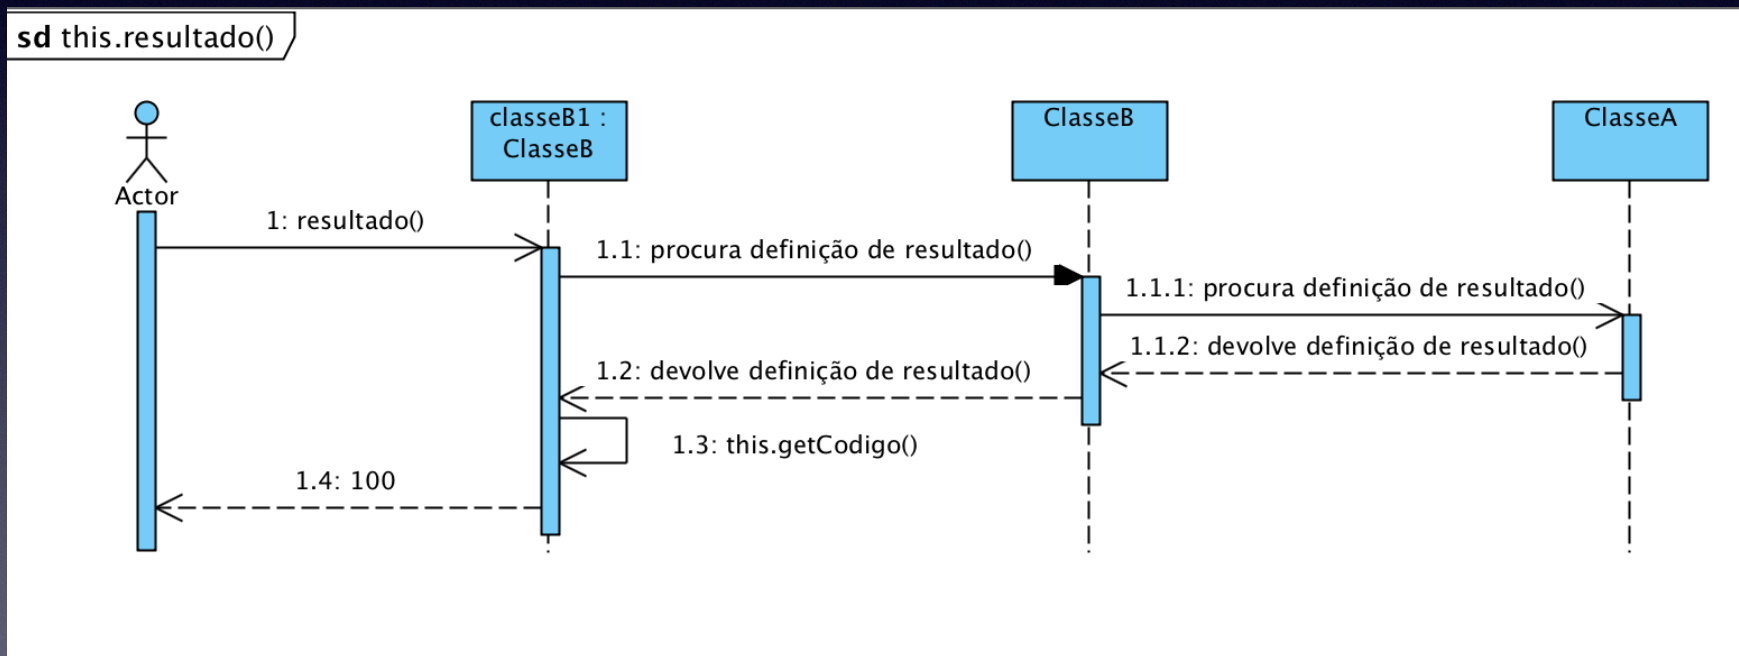 sd this.resultado()
classeB1 :
ClasseB
ClasseB
ClasseA
Actor
1: resultado()
1.1: procura definição de resultado()
1.1.1: procura definição de resultado()
1.1.2: devolve definição de resultado()
1.2: devolve definição de resultado()
1.3: this.getCodigo()
1.4: 100